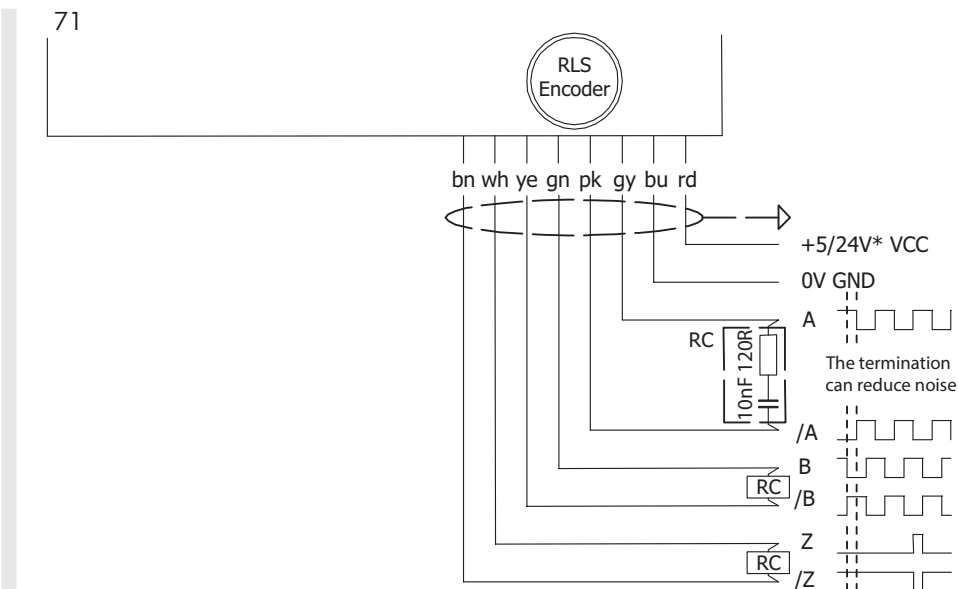 71
RLS
Encoder
bn wh ye gn pk gy bu rd
+5/24V* VCC
0V GND
A
RC
10nF 120R
The termination
can reduce noise
/A
B
RC
/B
Z
RC
/Z